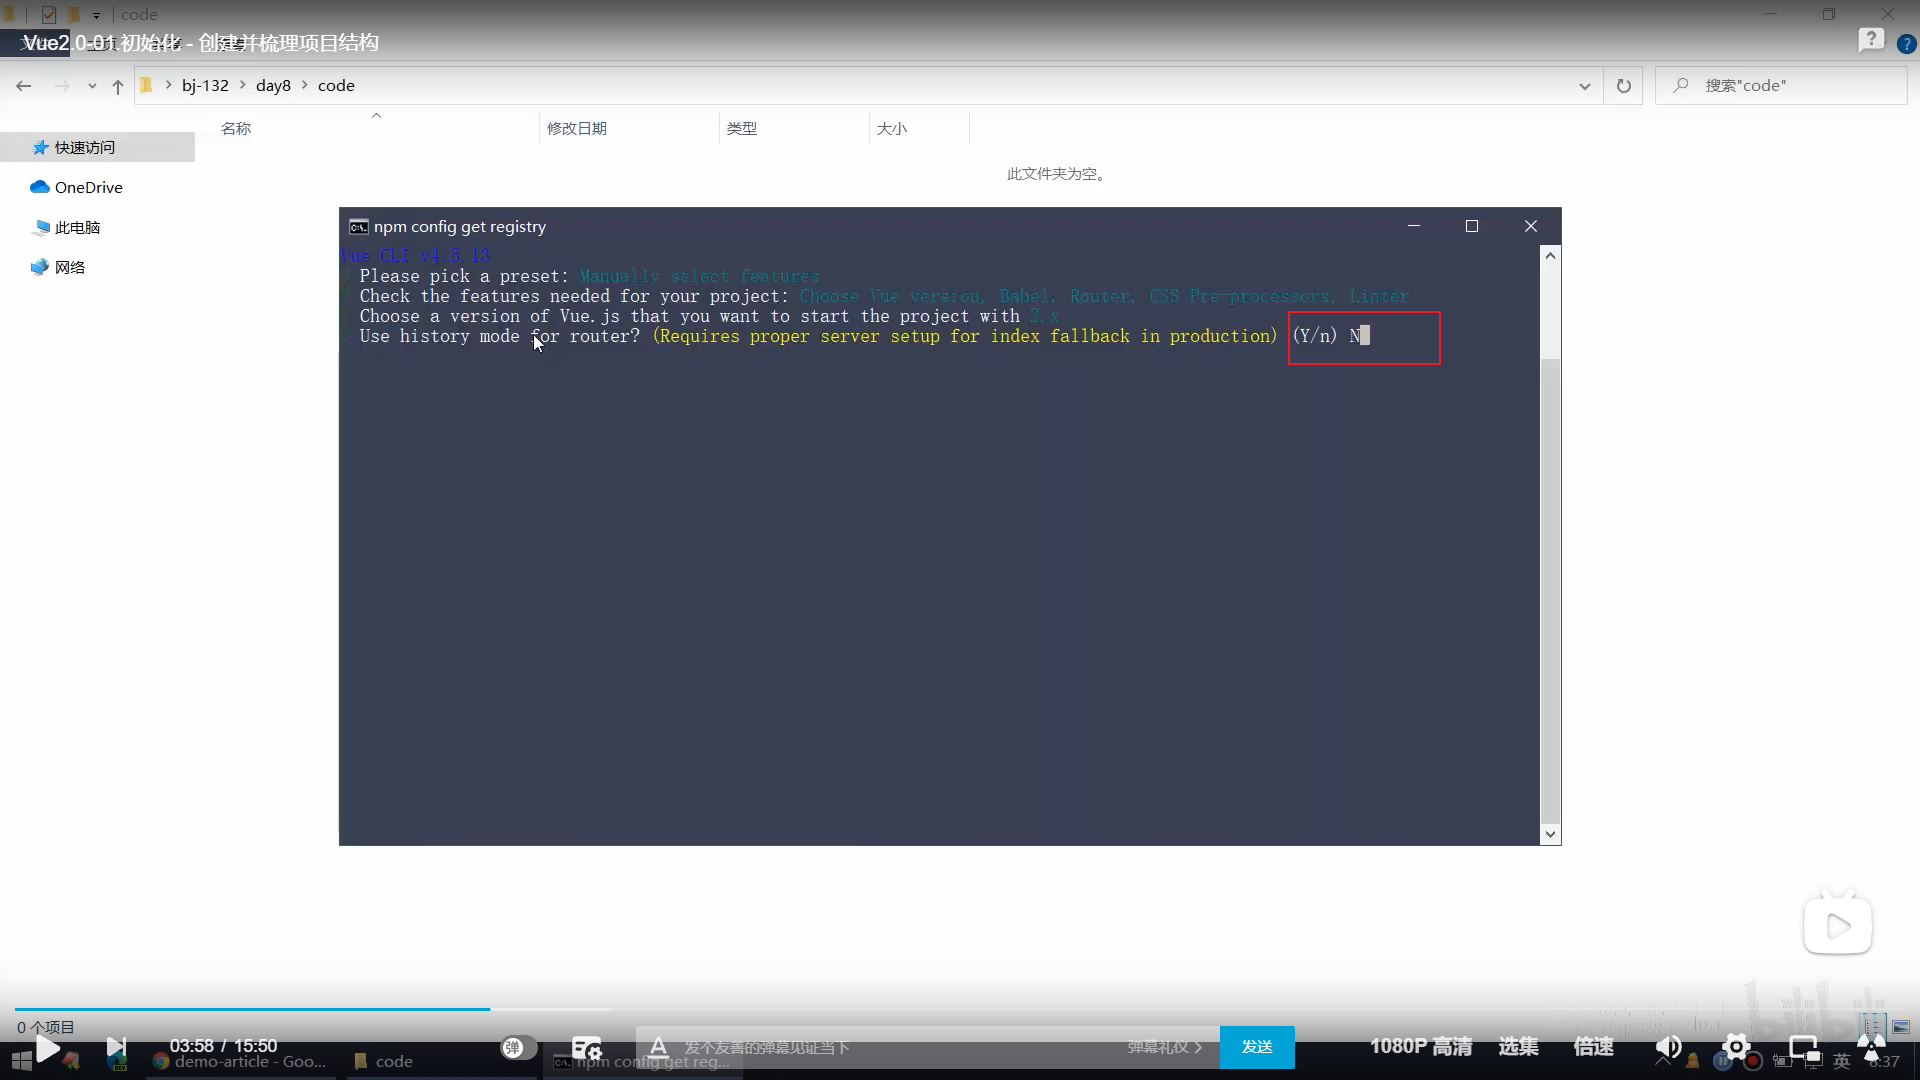 code
Vue2.0-01.初始化 - 创建并梳理项目结构
bj-132 > day8 > code
搜索"code"
名称
修改日期
类型
大小
快速访问
此文件夹为空。
OneDrive
此电脑
网络
npm config get registry
Vue CLI v4.5.13
? Please pick a preset: Manually select features
? Check the features needed for your project: Choose Vue version, Babel, Router, CSS Pre-processors, Linter
? Choose a version of Vue.js that you want to start the project with 2.x
? Use history mode for router? (Requires proper server setup for index fallback in production) (Y/n) N
0 个项目
03:58 / 15:50
弹
发个友善的弹幕见证当下
弹幕礼仪 >
发送
1080P 高清
选集
倍速
demo-article - Goo...
code
npm config get reg...
英